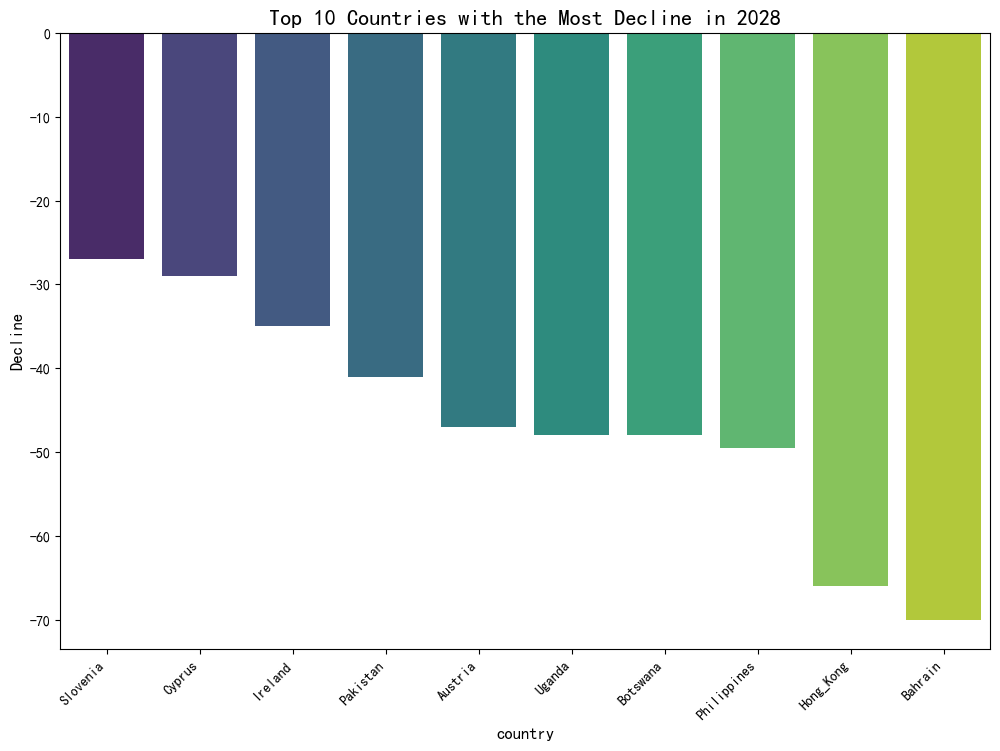 Top 10 Countries with the Most Decline in 2028
Decline
0
−10
−20
−30
−40
−50
−60
−70
Slovenia
Cyprus
Ireland
Pakistan
Austria
Uganda
Botswana
Philippines
Hong_Kong
Bahrain
country